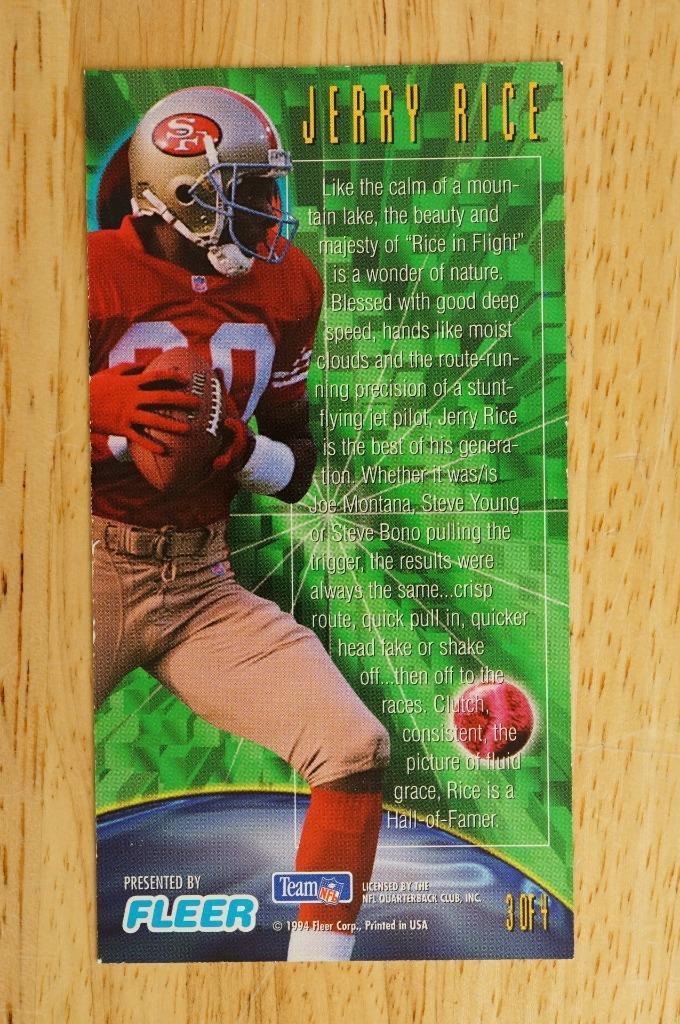 JERRY RICE
Like the calm of a moun-
tain lake, the beauty and
majesty of "Rice in Flight"
is a wonder of nature.
Blessed with good deep
speed, hands like moist
clouds and the route-run-
ning precision of a stunt-
flying jet pilot, Jerry Rice
is the best of his genera-
tion. Whether it was/is
Joe Montana, Steve Young
or Steve Bono pulling the
trigger, the results were
always the same...crisp
route, quick pull in, quicker
head fake or shake
off...then off to the
races. Clutch,
consistent, the
picture of fluid
grace, Rice is a
Hall-of-Famer.
SF
80
PRESENTED BY
FLEER
Team NFL
LICENSED BY THE
NFL QUARTERBACK CLUB, INC.
© 1994 Fleer Corp., Printed in USA
3 OF 4